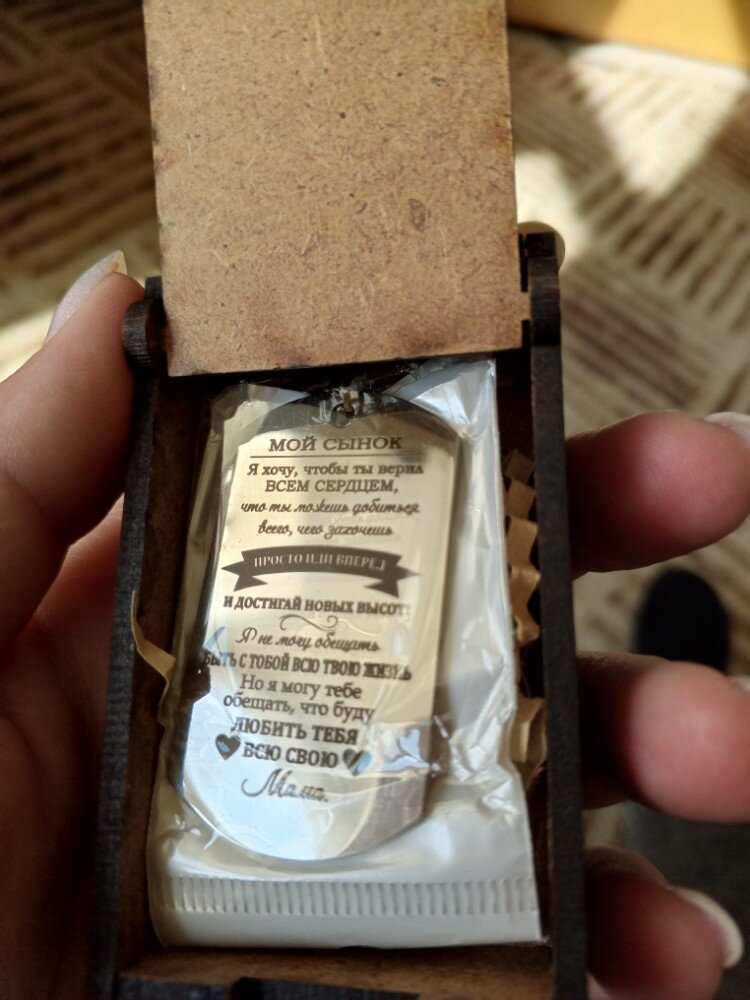 МОЙ СЫНОК
Я хочу, чтобы ты верил
ВСЕМ СЕРДЦЕМ,
что ты можешь добиться
всего, чего захочешь
ПРОСТО ИДИ ВПЕРЕД
И ДОСТИГАЙ НОВЫХ ВЫСОТ!
Я не могу обещать
БЫТЬ С ТОБОЙ ВСЮ ТВОЮ ЖИЗНЬ
Но я могу тебе
обещать, что буду
ЛЮБИТЬ ТЕБЯ
ВСЮ СВОЮ
Мама.